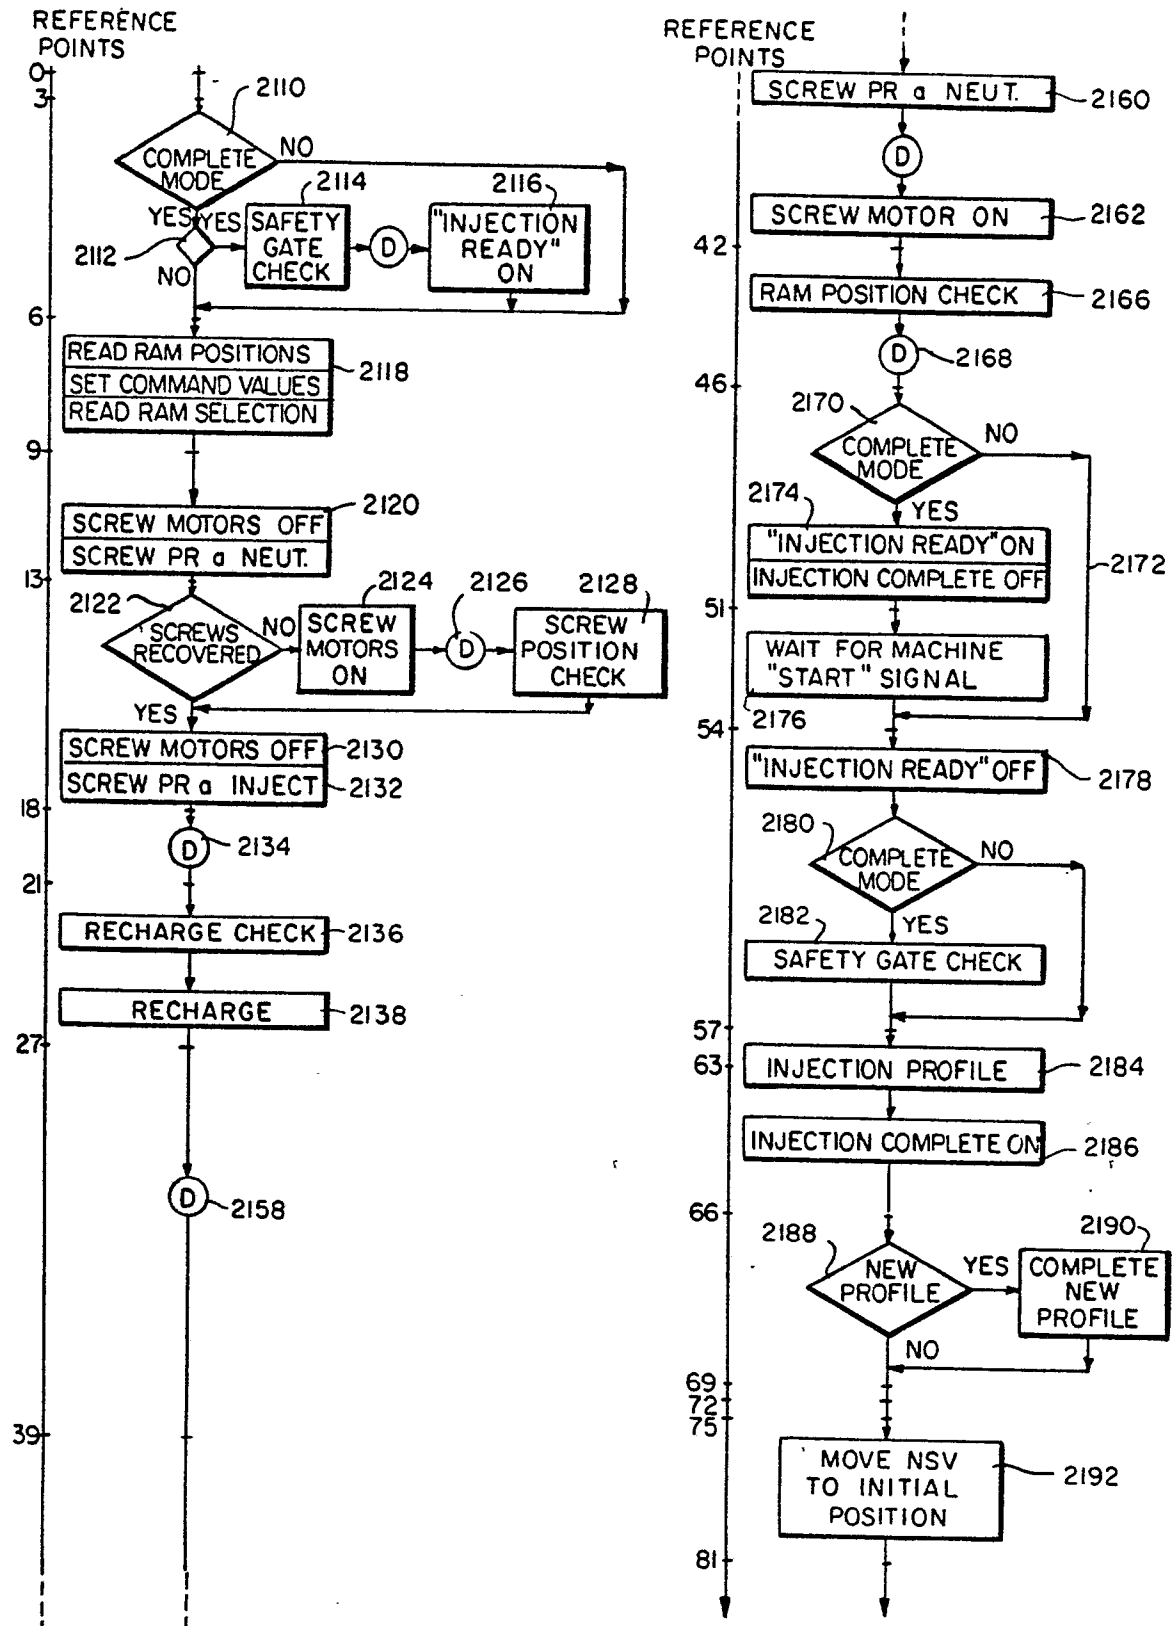 REFERENCE
POINTS
0
3
2110
COMPLETE
MODE
NO
YES
YES
2112
NO
2114
SAFETY
GATE
CHECK
D
2116
"INJECTION
READY"
ON
6
READ RAM POSITIONS
SET COMMAND VALUES
READ RAM SELECTION
2118
9
2120
SCREW MOTORS OFF
SCREW PR a NEUT.
13
2122
SCREWS
RECOVERED
NO
2124
SCREW
MOTORS
ON
2126
D
2128
SCREW
POSITION
CHECK
YES
SCREW MOTORS OFF
2130
SCREW PR a INJECT
2132
18
D
2134
21
RECHARGE CHECK
2136
RECHARGE
2138
27
D
2158
39
REFERENCE
POINTS
SCREW PR a NEUT.
2160
D
SCREW MOTOR ON
2162
42
RAM POSITION CHECK
2166
D
2168
46
2170
COMPLETE
MODE
NO
YES
2172
2174
"INJECTION READY" ON
INJECTION COMPLETE OFF
51
WAIT FOR MACHINE
"START" SIGNAL
2176
54
"INJECTION READY" OFF
2178
2180
COMPLETE
MODE
NO
YES
2182
SAFETY GATE CHECK
57
63
INJECTION PROFILE
2184
INJECTION COMPLETE ON
2186
66
2188
NEW
PROFILE
YES
2190
COMPLETE
NEW
PROFILE
NO
69
72
75
MOVE NSV
TO INITIAL
POSITION
2192
81